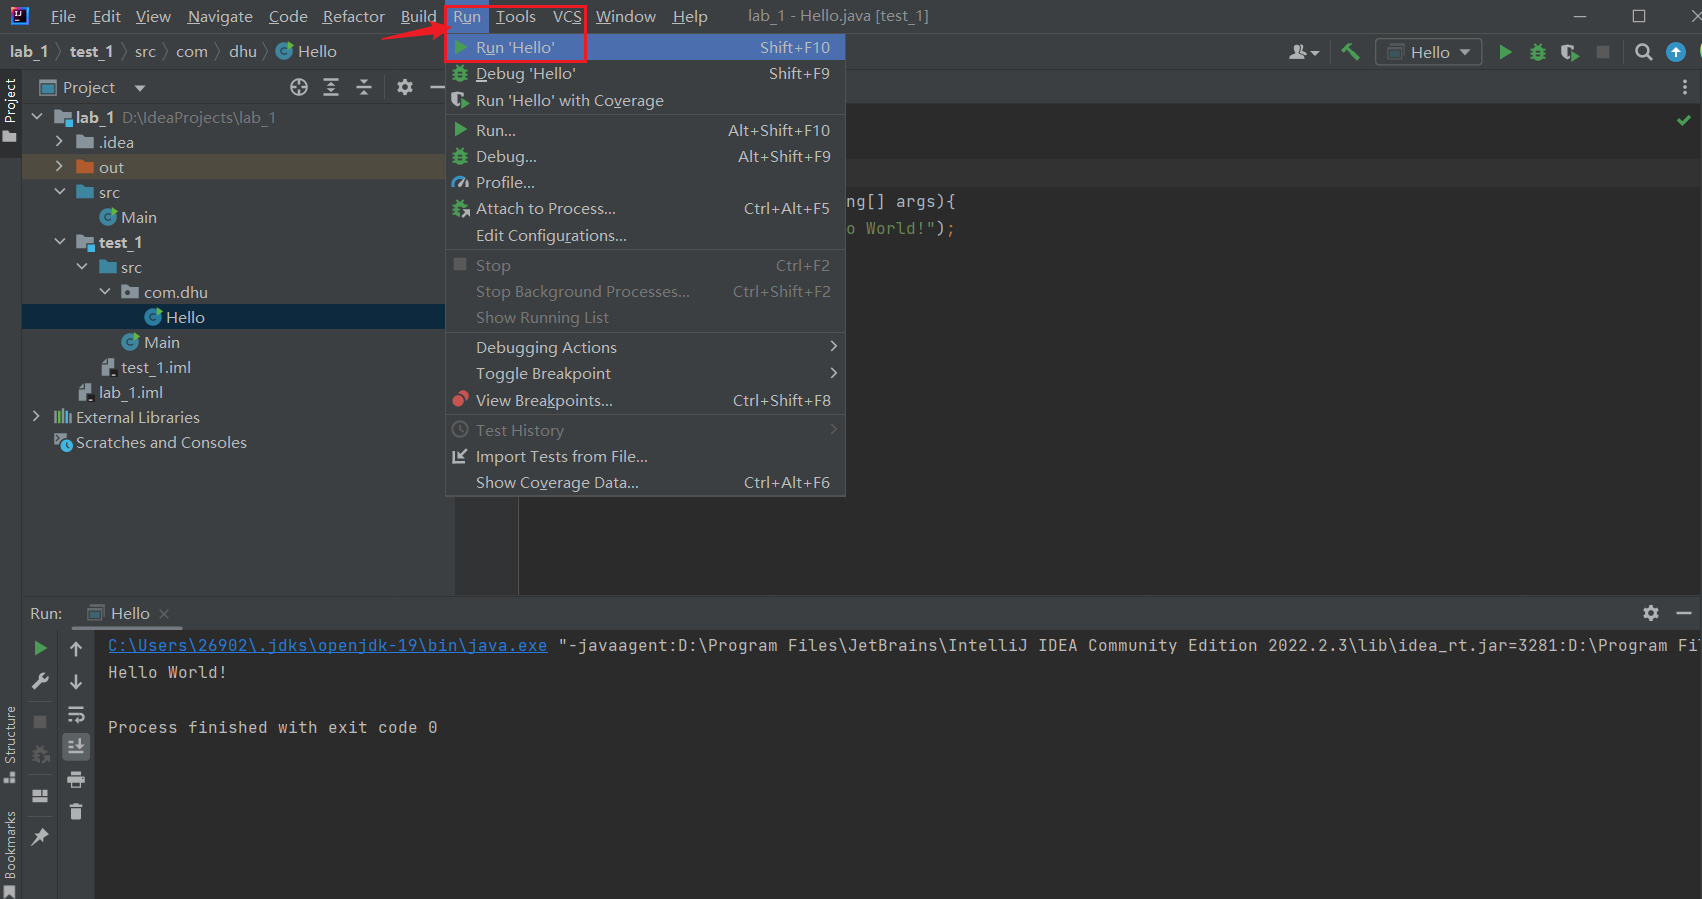 File Edit View Navigate Code Refactor Build Run Tools VCS Window Help lab_1 - Hello.java [test_1]
lab_1 test_1 src com dhu Hello
Hello
Project
Project
lab_1 D:\IdeaProjects\lab_1
.idea
out
src
Main
test_1
src
com.dhu
Hello
Main
test_1.iml
lab_1.iml
External Libraries
Scratches and Consoles
Run 'Hello' Shift+F10
Debug 'Hello' Shift+F9
Run 'Hello' with Coverage
Run... Alt+Shift+F10
Debug... Alt+Shift+F9
Profile...
Attach to Process... Ctrl+Alt+F5
Edit Configurations...
Stop Ctrl+F2
Stop Background Processes... Ctrl+Shift+F2
Show Running List
Debugging Actions
Toggle Breakpoint
View Breakpoints... Ctrl+Shift+F8
Test History
Import Tests from File...
Show Coverage Data... Ctrl+Alt+F6
ng[] args){
o World!");
Run: Hello
C:\Users\26902\.jdks\openjdk-19\bin\java.exe "-javaagent:D:\Program Files\JetBrains\IntelliJ IDEA Community Edition 2022.2.3\lib\idea_rt.jar=3281:D:\Program Fi
Hello World!
Process finished with exit code 0
Structure
Bookmarks